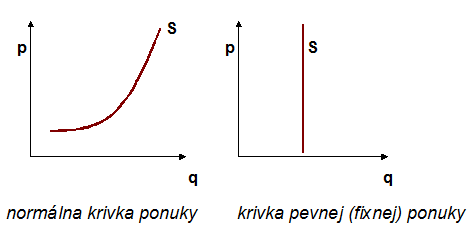 p
S
q
normálna krivka ponuky
p
S
q
krivka pevnej (fixnej) ponuky